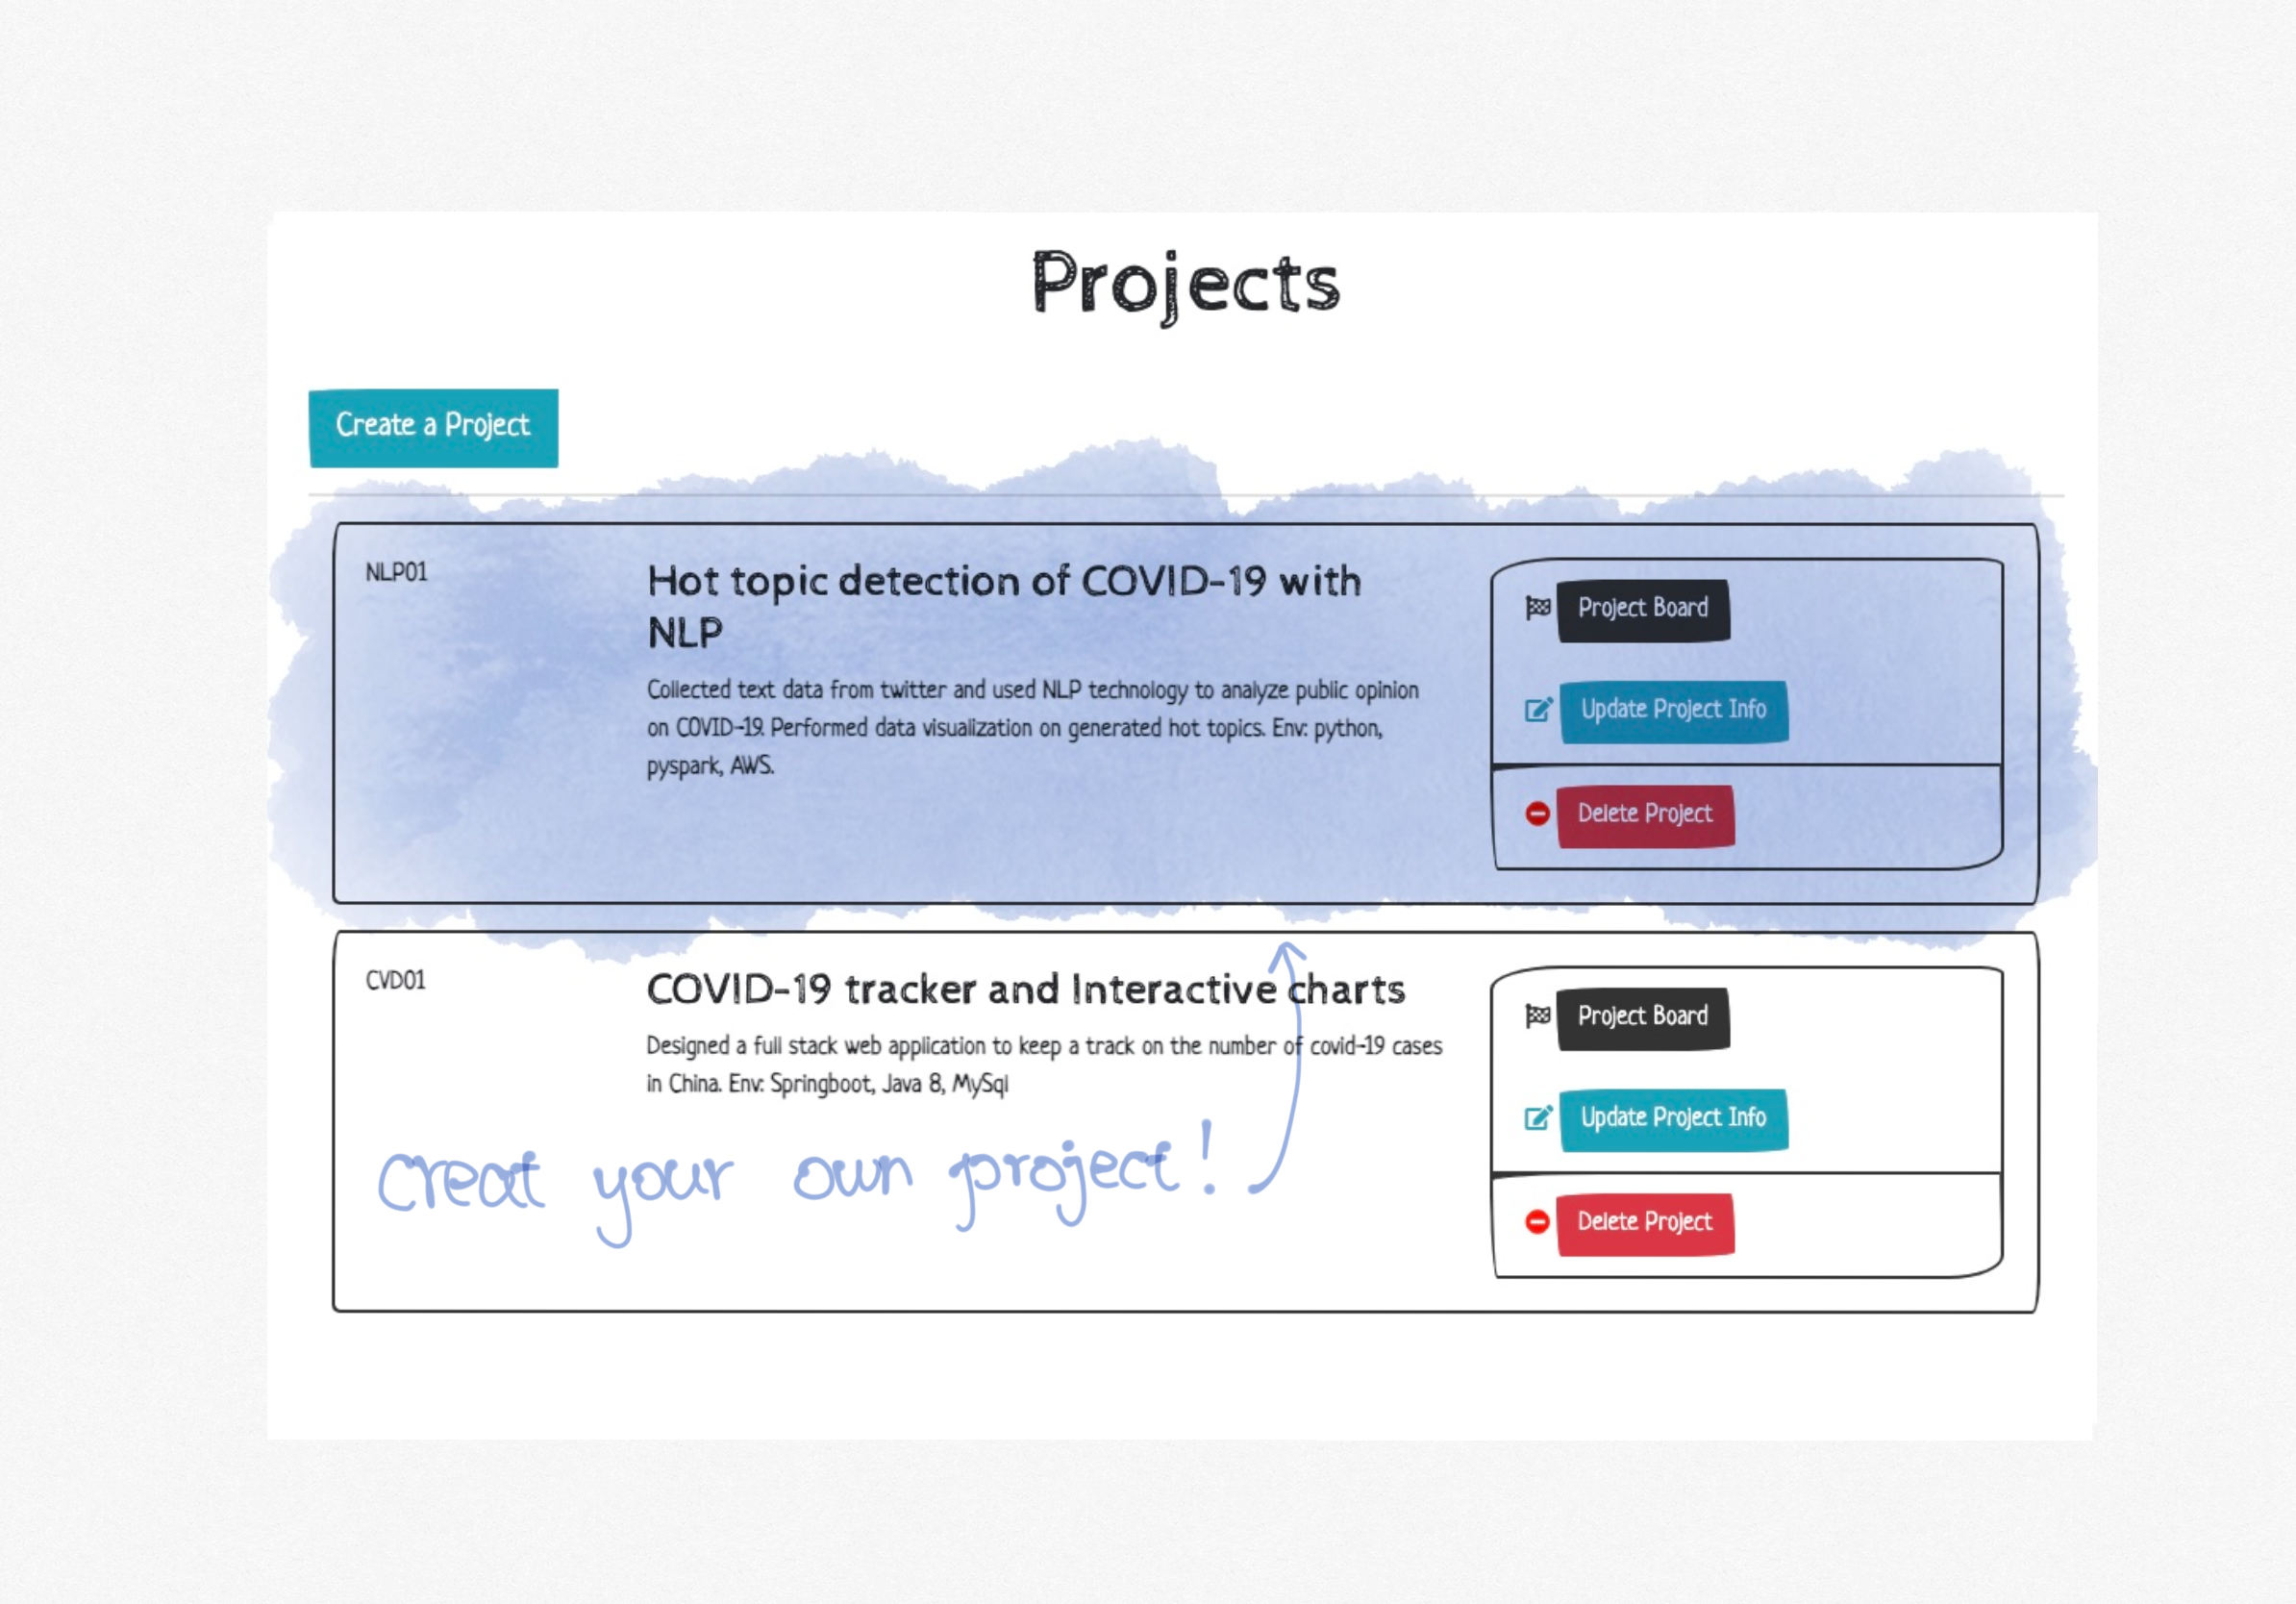 Projects
Create a Project
NLP01
Hot topic detection of COVID-19 with
NLP
Collected text data from twitter and used NLP technology to analyze public opinion
on COVID-19. Performed data visualization on generated hot topics. Env: python,
pyspark, AWS.
Project Board
Update Project Info
Delete Project
CVD01
COVID-19 tracker and Interactive charts
Designed a full stack web application to keep a track on the number of covid-19 cases
in China. Env: Springboot, Java 8, MySql
Project Board
Update Project Info
Delete Project
creat your own project!